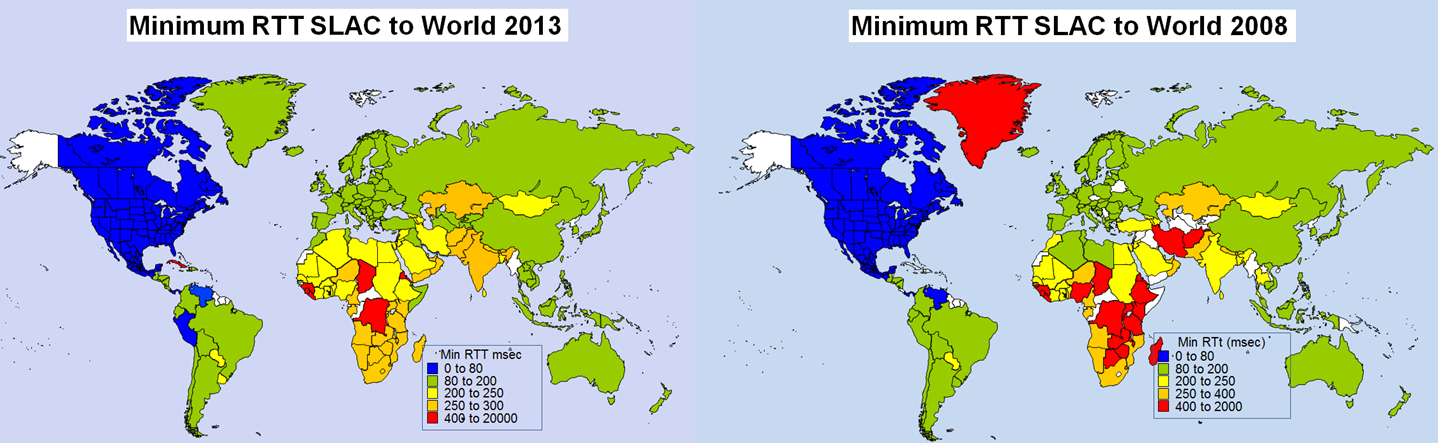 Minimum RTT SLAC to World 2013
Min RTT msec
0 to 80
80 to 200
200 to 250
250 to 300
400 to 20000
Minimum RTT SLAC to World 2008
Min RTt (msec)
0 to 80
80 to 200
200 to 250
250 to 400
400 to 2000